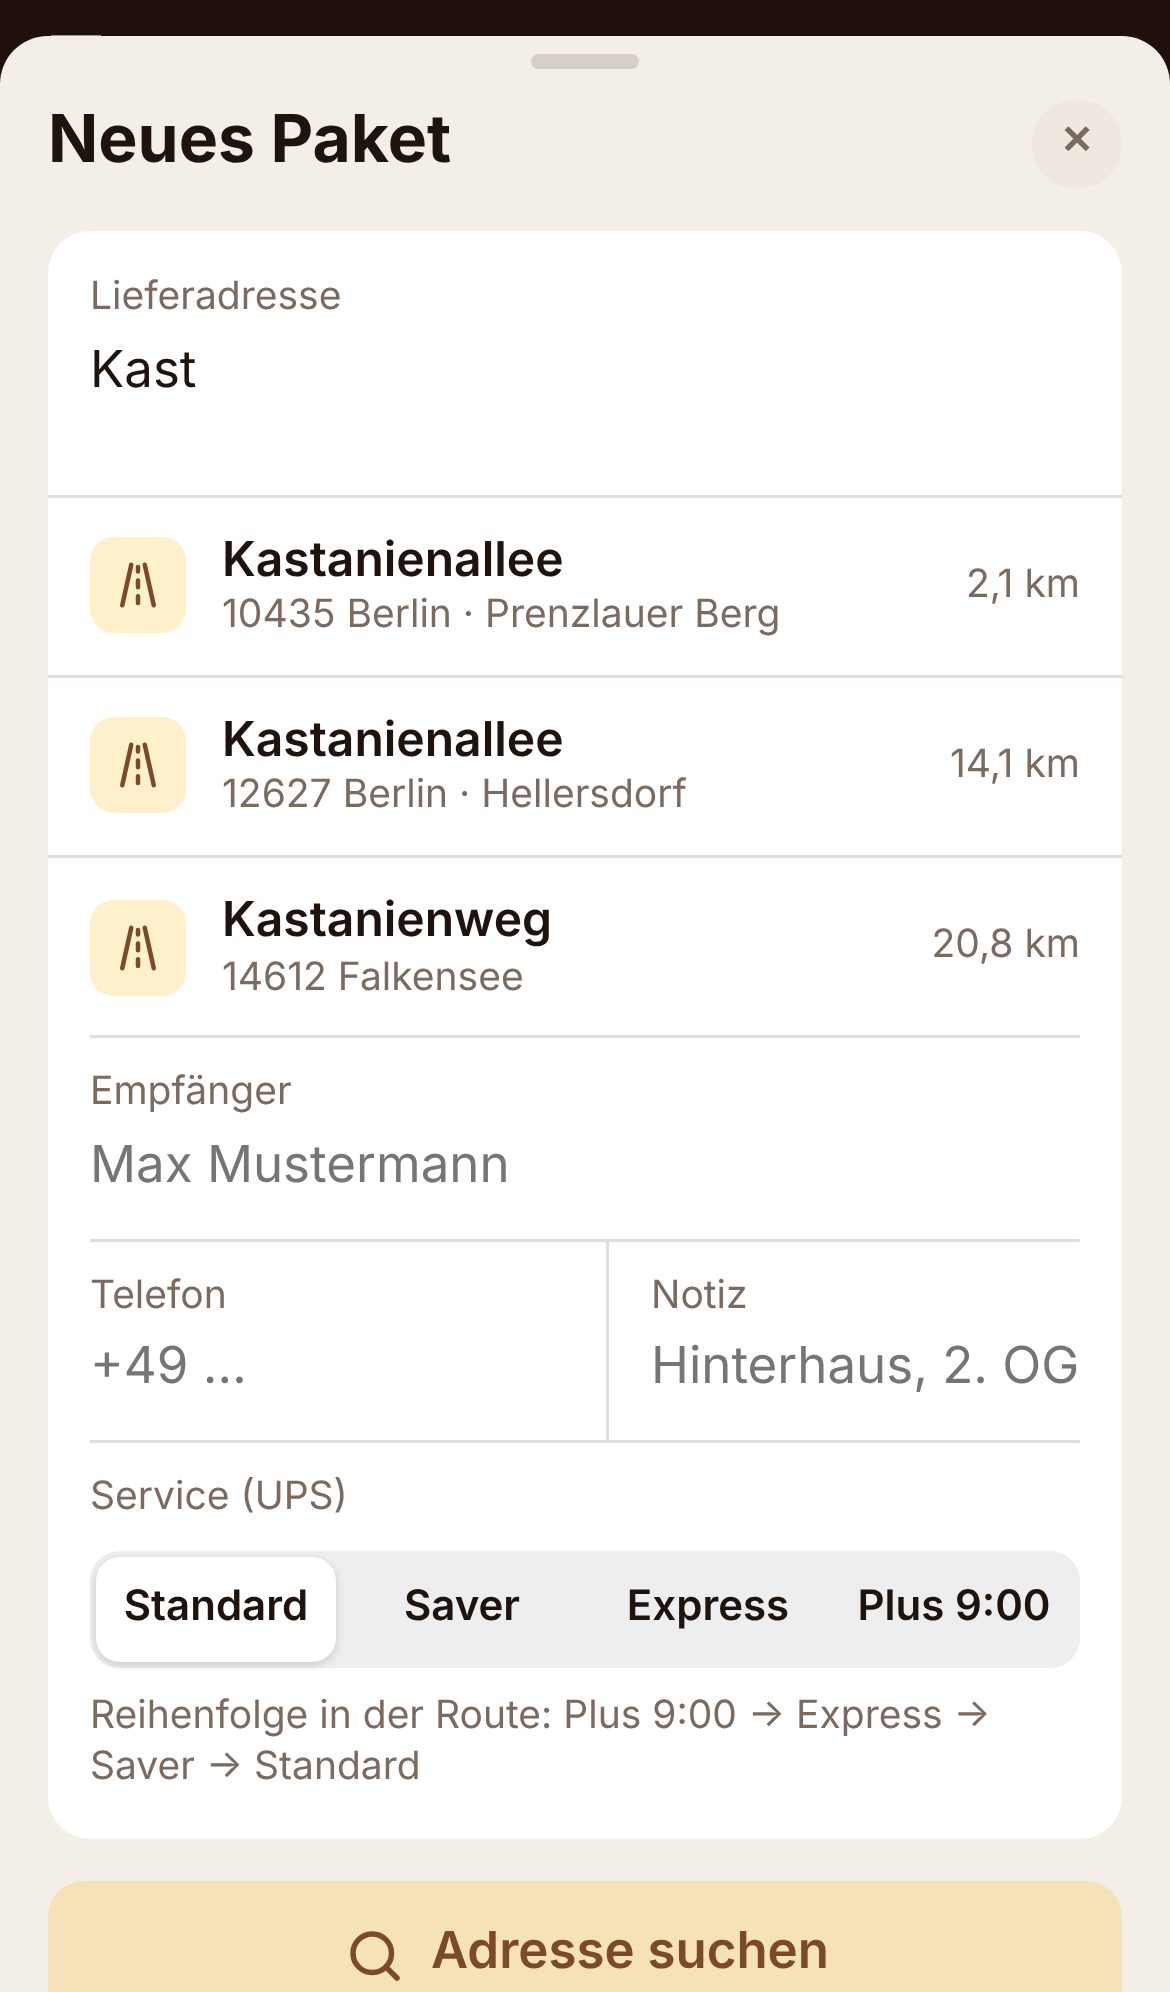 Neues Paket
Lieferadresse
Kast
Kastanienallee
10435 Berlin · Prenzlauer Berg
2,1 km
Kastanienallee
12627 Berlin · Hellersdorf
14,1 km
Kastanienweg
14612 Falkensee
20,8 km
Empfänger
Max Mustermann
Telefon
+49 ...
Notiz
Hinterhaus, 2. OG
Service (UPS)
Standard Saver Express Plus 9:00
Reihenfolge in der Route: Plus 9:00 → Express →
Saver → Standard
Adresse suchen